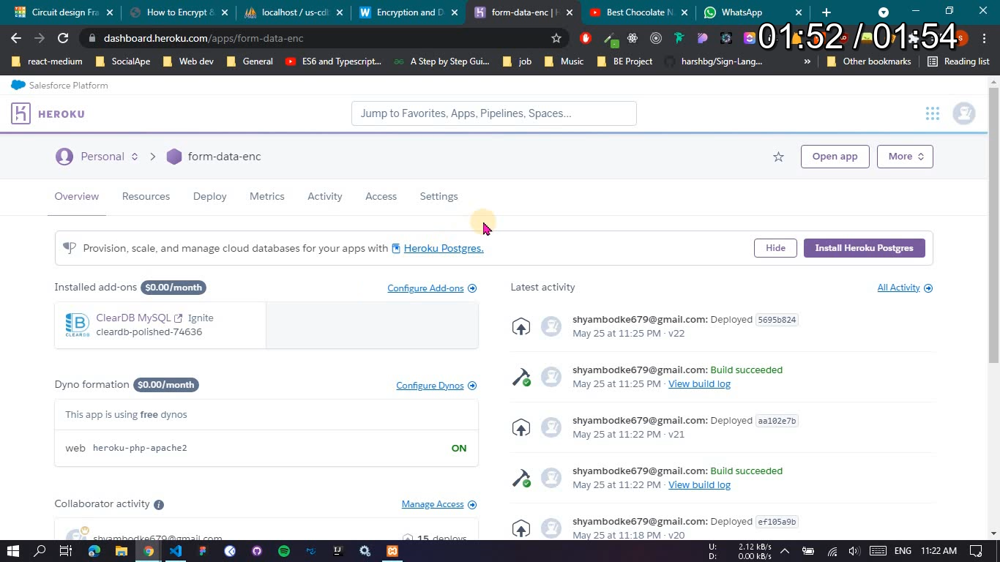 Circuit design Fra
How to Encrypt &
localhost / us-cdb
Encryption and D
form-data-enc | H
Best Chocolate N
WhatsApp
dashboard.heroku.com/apps/form-data-enc
01:52 / 01:54
react-medium
SocialApe
Web dev
General
ES6 and Typescript...
A Step by Step Gui...
job
Music
BE Project
harshbg/Sign-Lang...
»
Other bookmarks
Reading list
Salesforce Platform
HEROKU
Jump to Favorites, Apps, Pipelines, Spaces...
Personal > form-data-enc
Open app
More
Overview
Resources
Deploy
Metrics
Activity
Access
Settings
Provision, scale, and manage cloud databases for your apps with Heroku Postgres.
Hide
Install Heroku Postgres
Installed add-ons $0.00/month
Configure Add-ons
ClearDB MySQL Ignite
cleardb-polished-74636
CLEARDB
Dyno formation $0.00/month
Configure Dynos
This app is using free dynos
web heroku-php-apache2
ON
Collaborator activity
Manage Access
shyambodke679@gmail.com
15 deploys
Latest activity
All Activity
shyambodke679@gmail.com: Deployed 5695b824
May 25 at 11:25 PM · v22
shyambodke679@gmail.com: Build succeeded
May 25 at 11:25 PM · View build log
shyambodke679@gmail.com: Deployed aa102e7b
May 25 at 11:22 PM · v21
shyambodke679@gmail.com: Build succeeded
May 25 at 11:22 PM · View build log
shyambodke679@gmail.com: Deployed ef105a9b
May 25 at 11:18 PM · v20
U: 2.12 kB/s
D: 0.00 kB/s
ENG
11:22 AM